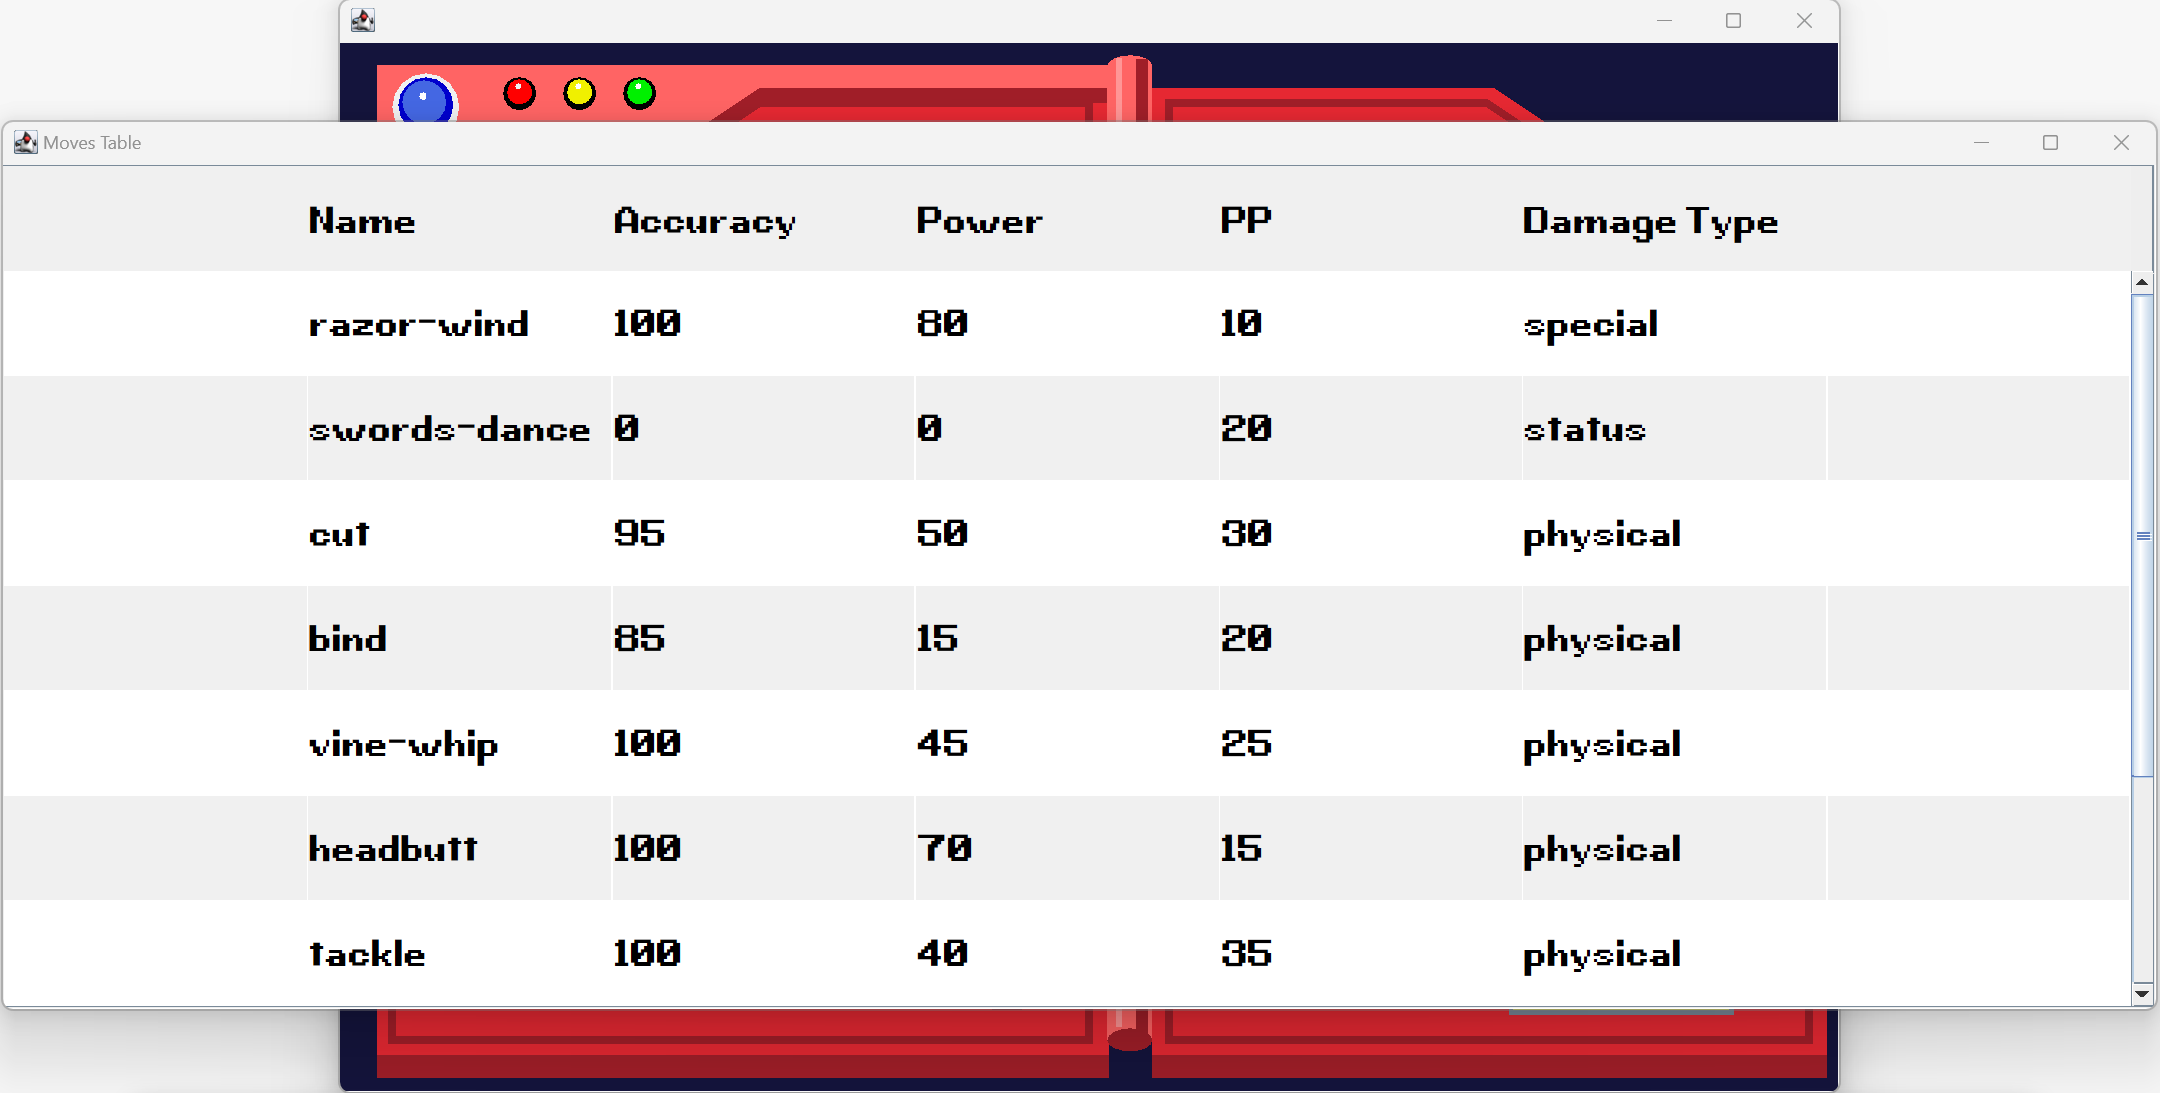 Moves Table
Name Accuracy Power PP Damage Type
razor-wind 100 80 10 special
swords-dance 0 0 20 status
cut 95 50 30 physical
bind 85 15 20 physical
vine-whip 100 45 25 physical
headbutt 100 70 15 physical
tackle 100 40 35 physical